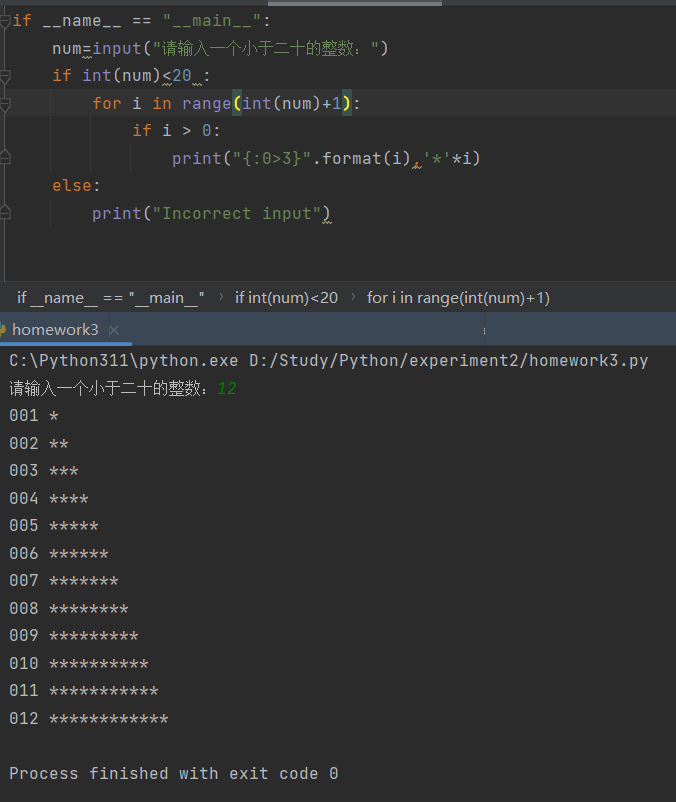 if __name__ == "__main__":
    num=input("请输入一个小于二十的整数：")
    if int(num)<20 :
        for i in range(int(num)+1):
            if i > 0:
                print("{:0>3}".format(i),'*'*i)
    else:
        print("Incorrect input")
if __name__ == "__main__" › if int(num)<20 › for i in range(int(num)+1)
homework3 ×
C:\Python311\python.exe D:/Study/Python/experiment2/homework3.py
请输入一个小于二十的整数：12
001 *
002 **
003 ***
004 ****
005 *****
006 ******
007 *******
008 ********
009 *********
010 **********
011 ***********
012 ************
Process finished with exit code 0